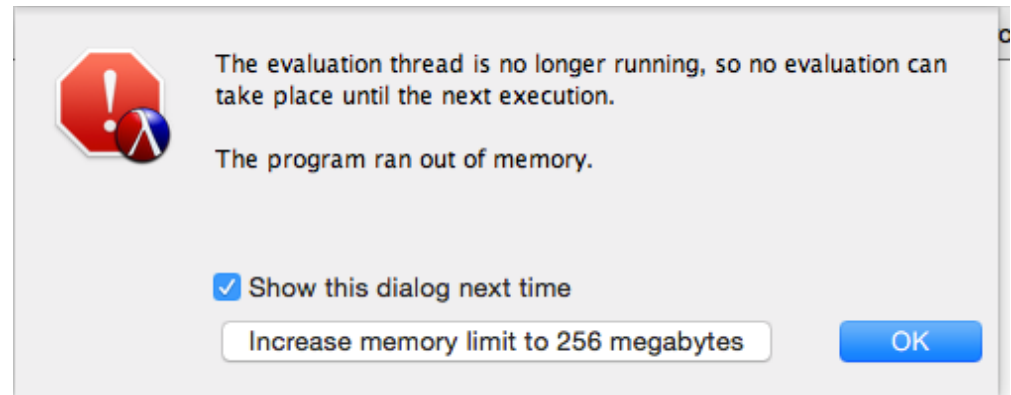 The evaluation thread is no longer running, so no evaluation can
take place until the next execution.
The program ran out of memory.
Show this dialog next time
Increase memory limit to 256 megabytes
OK